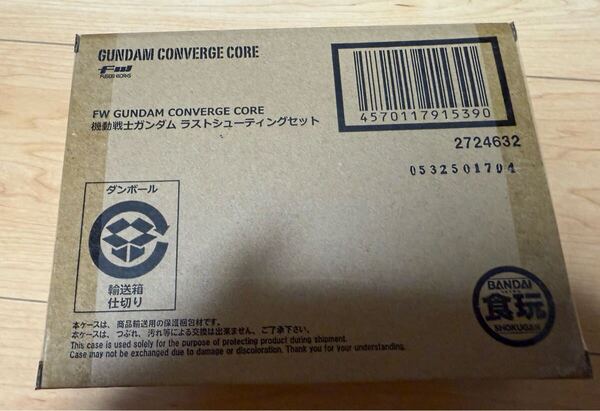 GUNDAM CONVERGE CORE
FW
FUSION WORKS
4570117915390
FW GUNDAM CONVERGE CORE
機動戦士ガンダム ラストシューティングセット
2724632
0532501704
ダンボール
輸送箱
仕切り
BANDAI
食玩
SHOKUGAN
本ケースは、商品輸送用の保護梱包材です。
本ケースは、つぶれ、汚れ等による交換は出来ません、ご了承下さい。
This case is used solely for the purpose of protecting product during shipment.
Case may not be exchanged due to damage or discoloration. Thank you for your understanding.